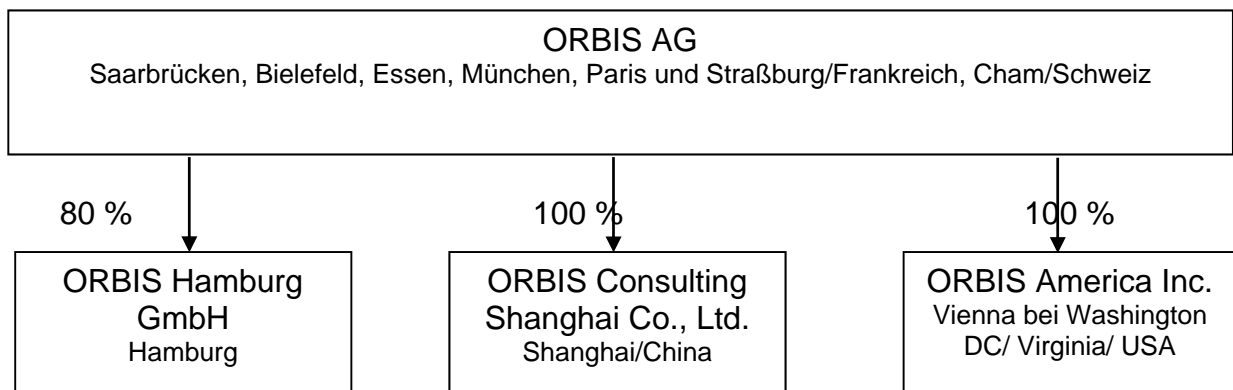 ORBIS AG
Saarbrücken, Bielefeld, Essen, München, Paris und Straßburg/Frankreich, Cham/Schweiz
80 %
100 %
100 %
ORBIS Hamburg
GmbH
Hamburg
ORBIS Consulting
Shanghai Co., Ltd.
Shanghai/China
ORBIS America Inc.
Vienna bei Washington
DC/ Virginia/ USA